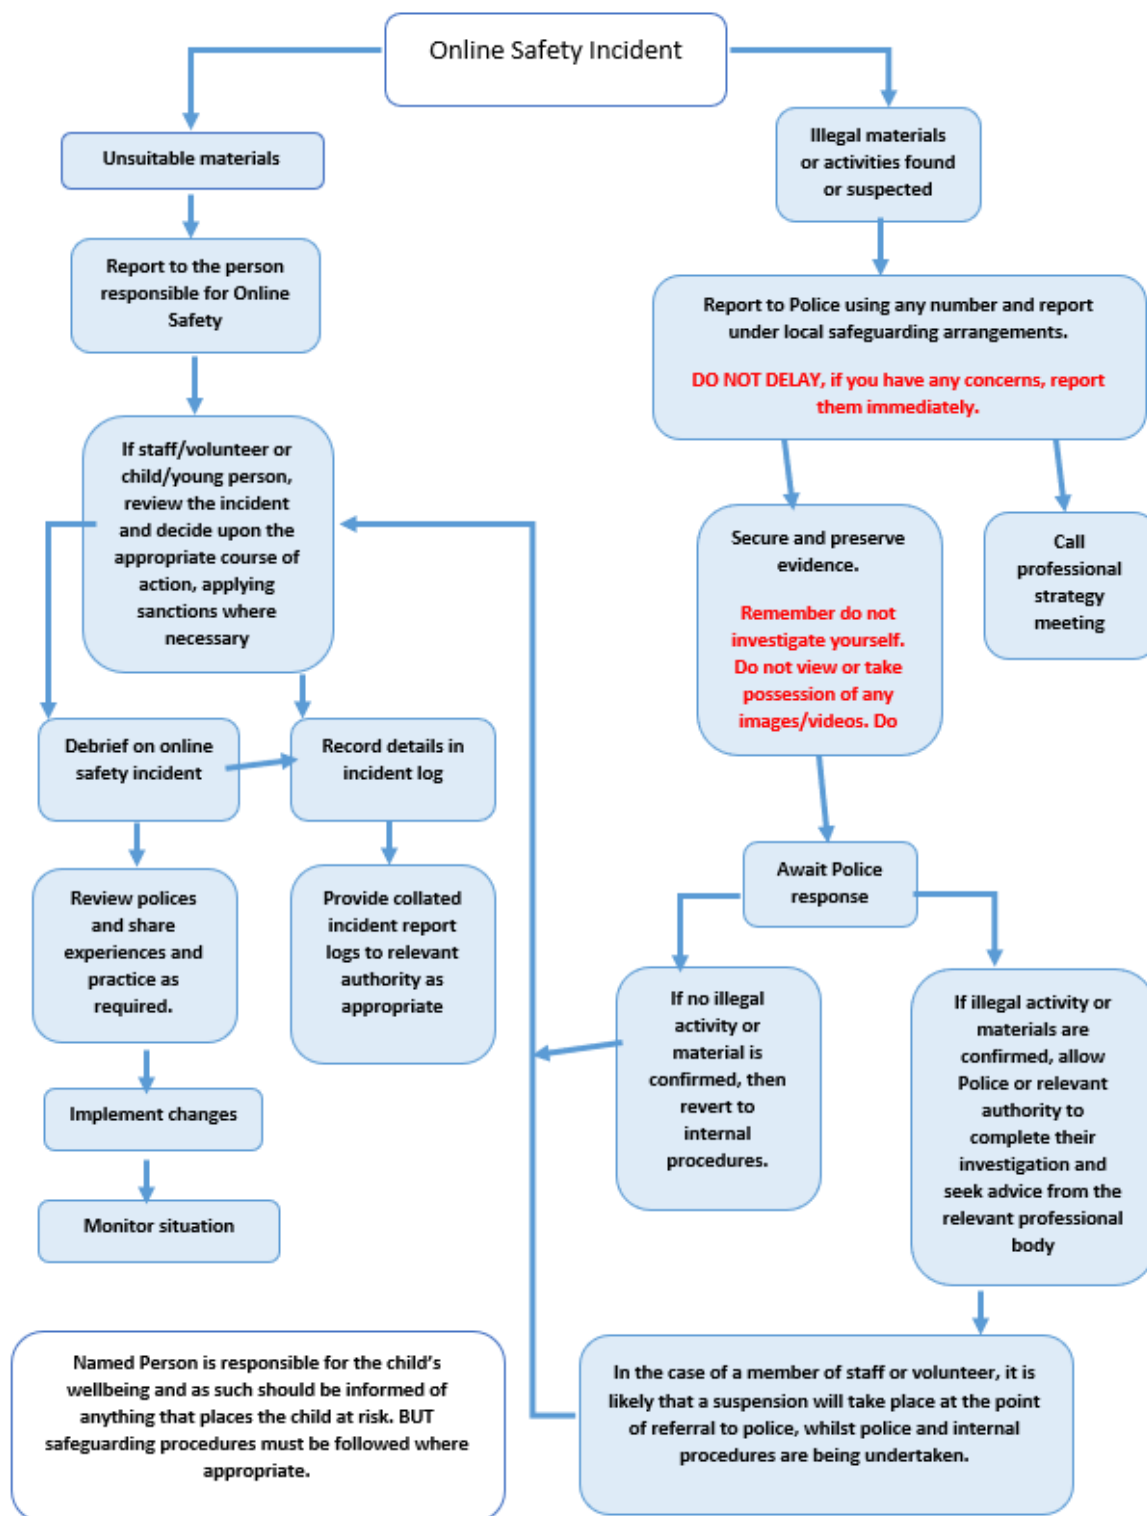 Online Safety Incident
Unsuitable materials
Report to the person
responsible for Online
Safety
If staff/volunteer or
child/young person,
review the incident
and decide upon the
appropriate course of
action, applying
sanctions where
necessary
Debrief on online
safety incident
Record details in
incident log
Review polices
and share
experiences and
practice as
required.
Provide collated
incident report
logs to relevant
authority as
appropriate
Implement changes
Monitor situation
Named Person is responsible for the child’s
wellbeing and as such should be informed of
anything that places the child at risk. BUT
safeguarding procedures must be followed where
appropriate.
Illegal materials
or activities found
or suspected
Report to Police using any number and report
under local safeguarding arrangements.
DO NOT DELAY, if you have any concerns, report
them immediately.
Secure and preserve
evidence.
Remember do not
investigate yourself.
Do not view or take
possession of any
images/videos. Do
Call
professional
strategy
meeting
Await Police
response
If no illegal
activity or
material is
confirmed, then
revert to
internal
procedures.
If illegal activity or
materials are
confirmed, allow
Police or relevant
authority to
complete their
investigation and
seek advice from the
relevant professional
body
In the case of a member of staff or volunteer, it is
likely that a suspension will take place at the point
of referral to police, whilst police and internal
procedures are being undertaken.